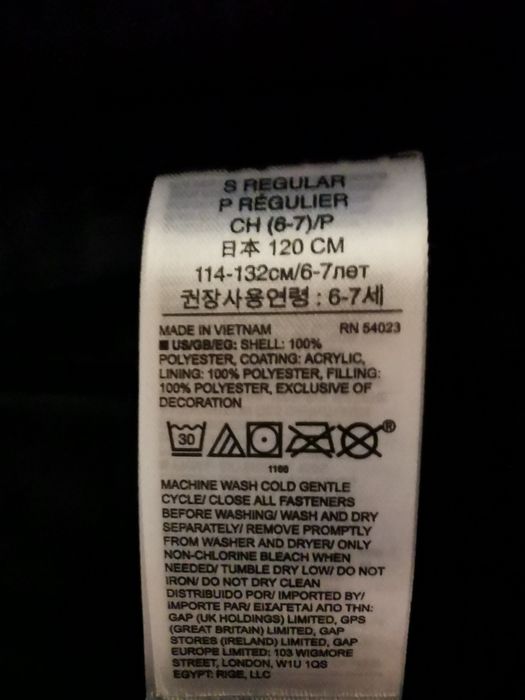 S REGULAR
P RÉGULIER
CH (6-7)/P
日本 120 CM
114-132см/6-7лет
권장사용연령 : 6-7세
MADE IN VIETNAM RN 54023
■ US/GB/EG: SHELL: 100%
POLYESTER, COATING: ACRYLIC,
LINING: 100% POLYESTER, FILLING:
100% POLYESTER, EXCLUSIVE OF
DECORATION
30 ®
1166
MACHINE WASH COLD GENTLE
CYCLE/ CLOSE ALL FASTENERS
BEFORE WASHING/ WASH AND DRY
SEPARATELY/ REMOVE PROMPTLY
FROM WASHER AND DRYER/ ONLY
NON-CHLORINE BLEACH WHEN
NEEDED/ TUMBLE DRY LOW/ DO NOT
IRON/ DO NOT DRY CLEAN
DISTRIBUIDO POR/ IMPORTED BY/
IMPORTE PAR/ ΕΙΣΑΓΕΤΑΙ ΑΠΟ ΤΗΝ:
GAP (UK HOLDINGS) LIMITED, GPS
(GREAT BRITAIN) LIMITED, GAP
STORES (IRELAND) LIMITED, GAP
EUROPE LIMITED: 103 WIGMORE
STREET, LONDON, W1U 1QS
EGYPT: RIGE, LLC